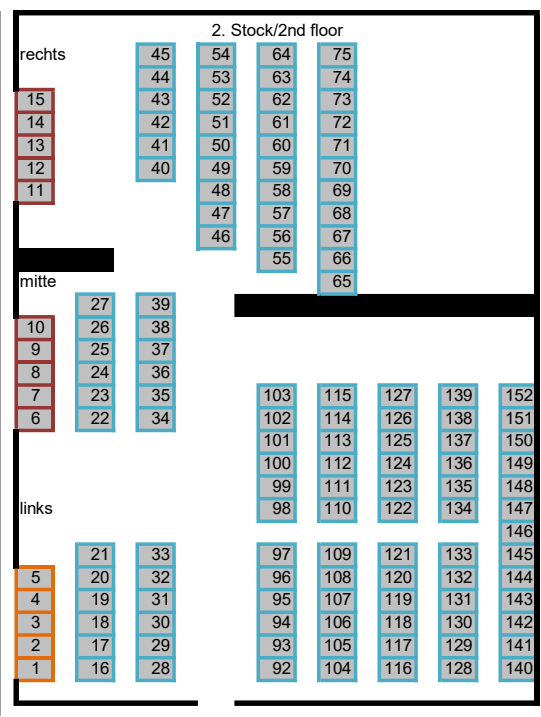 2. Stock/2nd floor
rechts 45 54 64 75
44 53 63 74
15 43 52 62 73
14 42 51 61 72
13 41 50 60 71
12 40 49 59 70
11 48 58 69
47 57 68
46 56 67
55 66
mitte 65
27 39
10 26 38
9 25 37
8 24 36
7 23 35 103 115 127 139 152
6 22 34 102 114 126 138 151
101 113 125 137 150
100 112 124 136 149
99 111 123 135 148
links 98 110 122 134 147
146
21 33 97 109 121 133 145
5 20 32 96 108 120 132 144
4 19 31 95 107 119 131 143
3 18 30 94 106 118 130 142
2 17 29 93 105 117 129 141
1 16 28 92 104 116 128 140